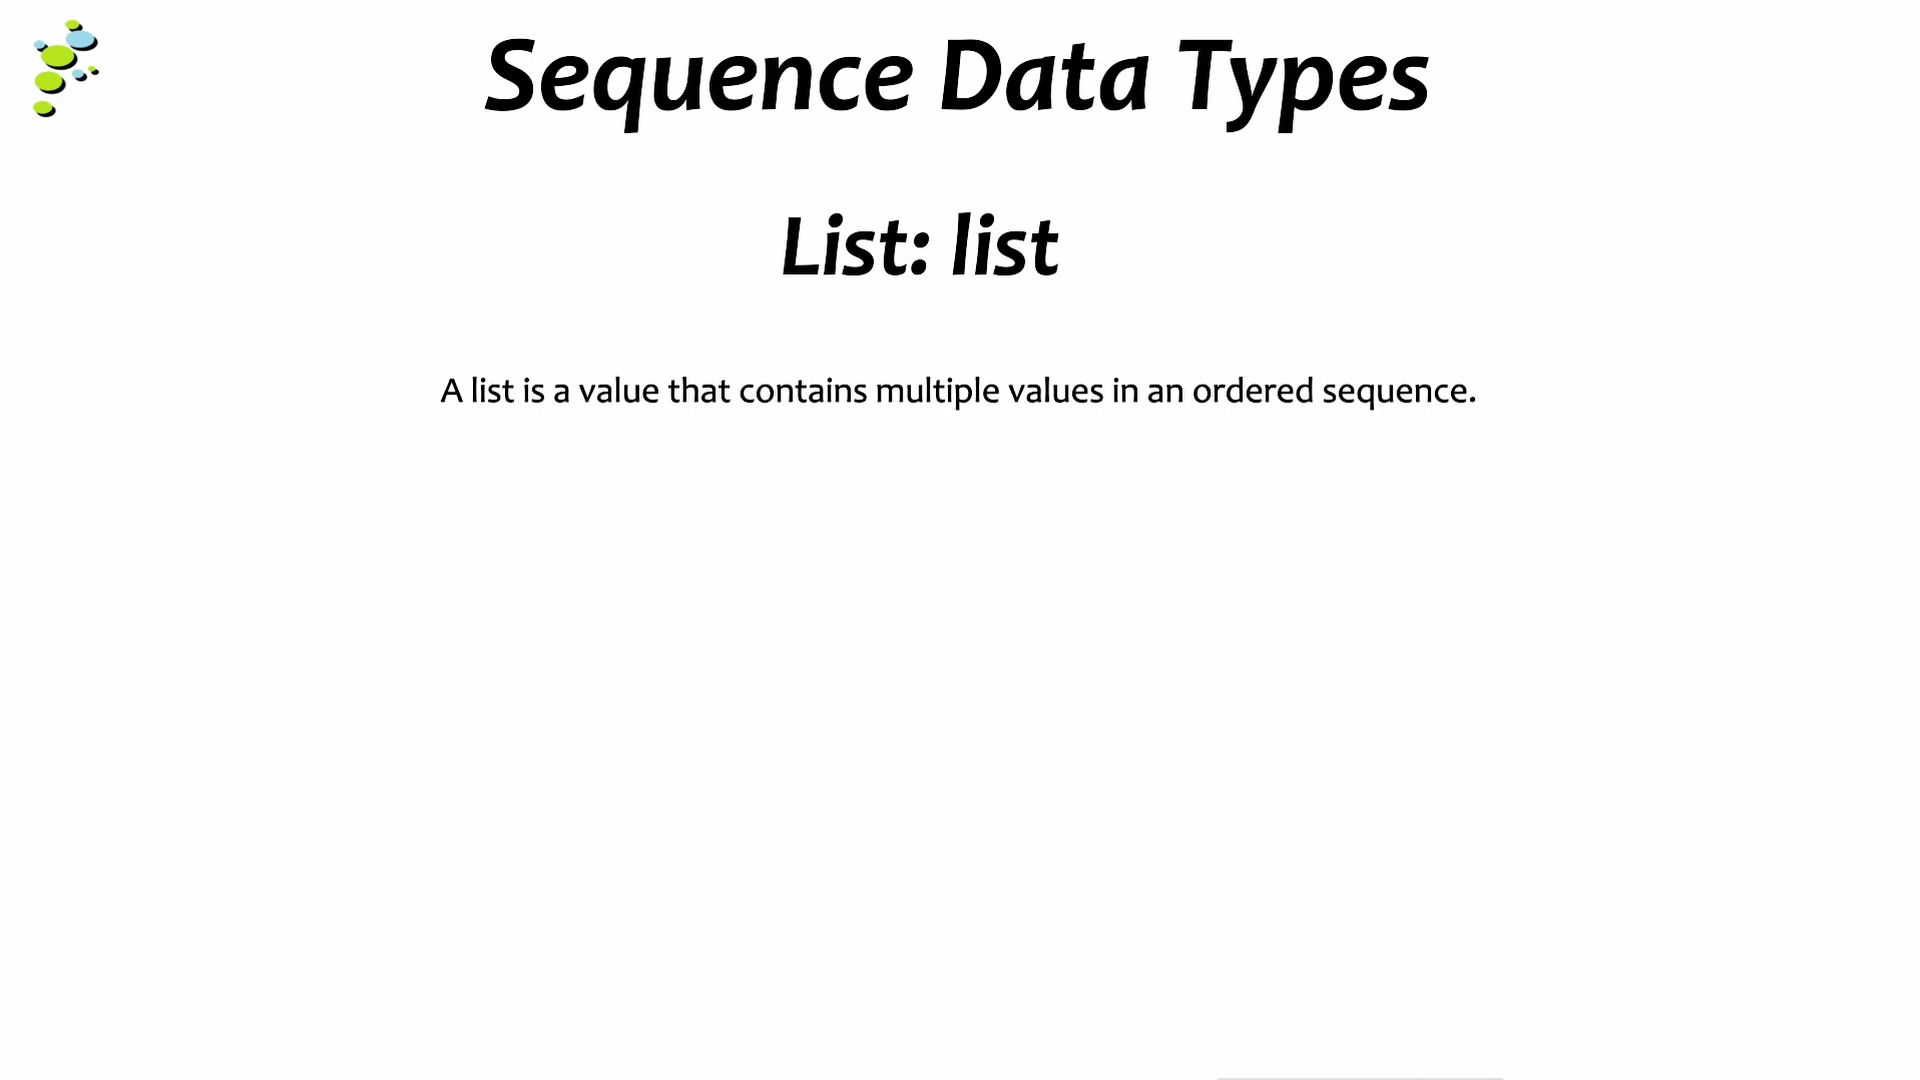 Sequence Data Types
List: list
A list is a value that contains multiple values in an ordered sequence.